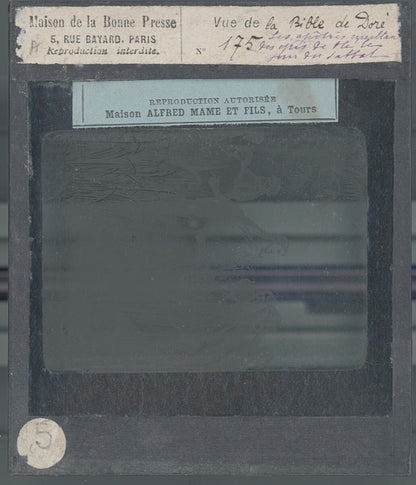 Maison de la Bonne Presse
5, RUE BAYARD, PARIS
Reproduction interdite.
Vue de la Bible de Doré
N° 175
Les apôtres cueillant
des épis de blé le
jour du sabbat
REPRODUCTION AUTORISÉE
Maison ALFRED MAME ET FILS, à Tours
5